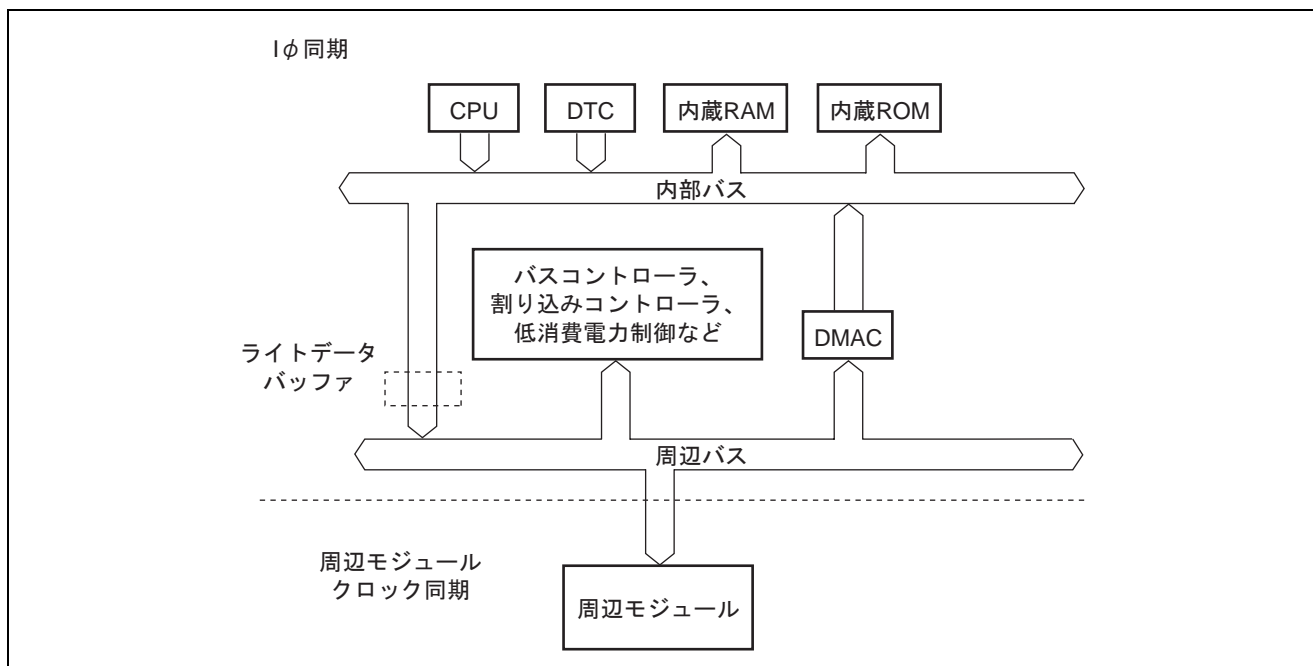 Iφ同期
CPU
DTC
内蔵RAM
内蔵ROM
内部バス
バスコントローラ、
割り込みコントローラ、
低消費電力制御など
DMAC
ライトデータ
バッファ
周辺バス
周辺モジュール
クロック同期
周辺モジュール